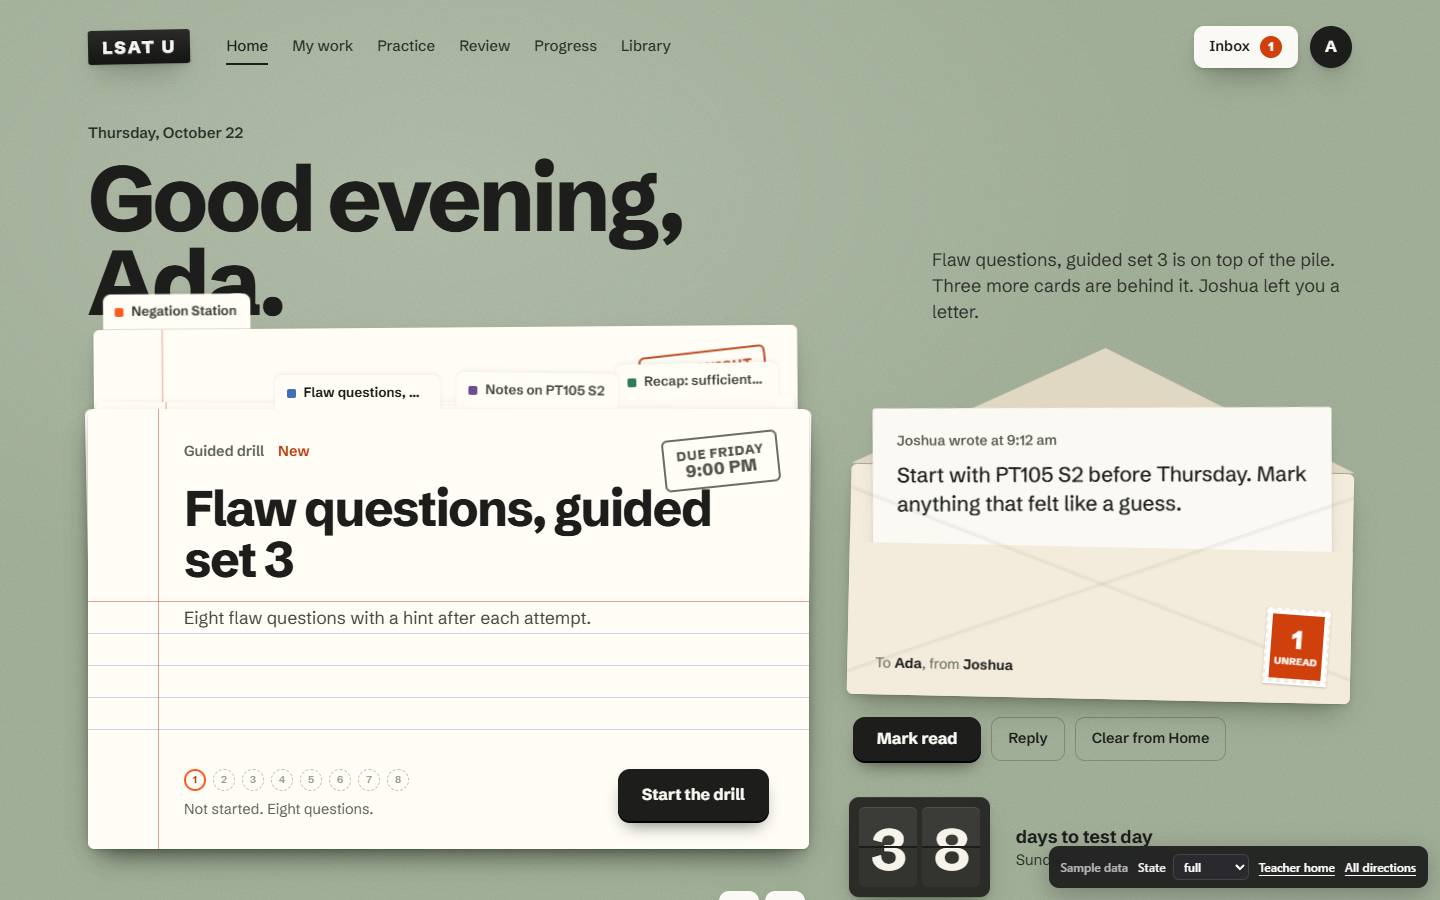 LSAT U
Home
My work
Practice
Review
Progress
Library
Inbox 1
A
Thursday, October 22
Good evening,
Ada.
Flaw questions, guided set 3 is on top of the pile.
Three more cards are behind it. Joshua left you a
letter.
Negation Station
Flaw questions, ...
Notes on PT105 S2
Recap: sufficient...
Guided drill New
DUE FRIDAY
9:00 PM
Flaw questions, guided
set 3
Eight flaw questions with a hint after each attempt.
1 2 3 4 5 6 7 8
Not started. Eight questions.
Start the drill
Joshua wrote at 9:12 am
Start with PT105 S2 before Thursday. Mark
anything that felt like a guess.
To Ada, from Joshua
1
UNREAD
Mark read
Reply
Clear from Home
38
days to test day
Sample data State full Teacher home All directions